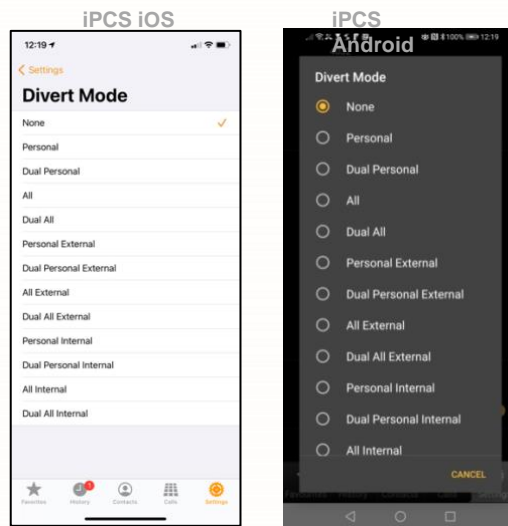 iPCS iOS
12:19
Settings
Divert Mode
None
Personal
Dual Personal
All
Dual All
Personal External
Dual Personal External
All External
Dual All External
Personal Internal
Dual Personal Internal
All Internal
Dual All Internal
Favorites History Contacts Calls Settings
iPCS
Android
100% 12:19
Divert Mode
None
Personal
Dual Personal
All
Dual All
Personal External
Dual Personal External
All External
Dual All External
Personal Internal
Dual Personal Internal
All Internal
CANCEL